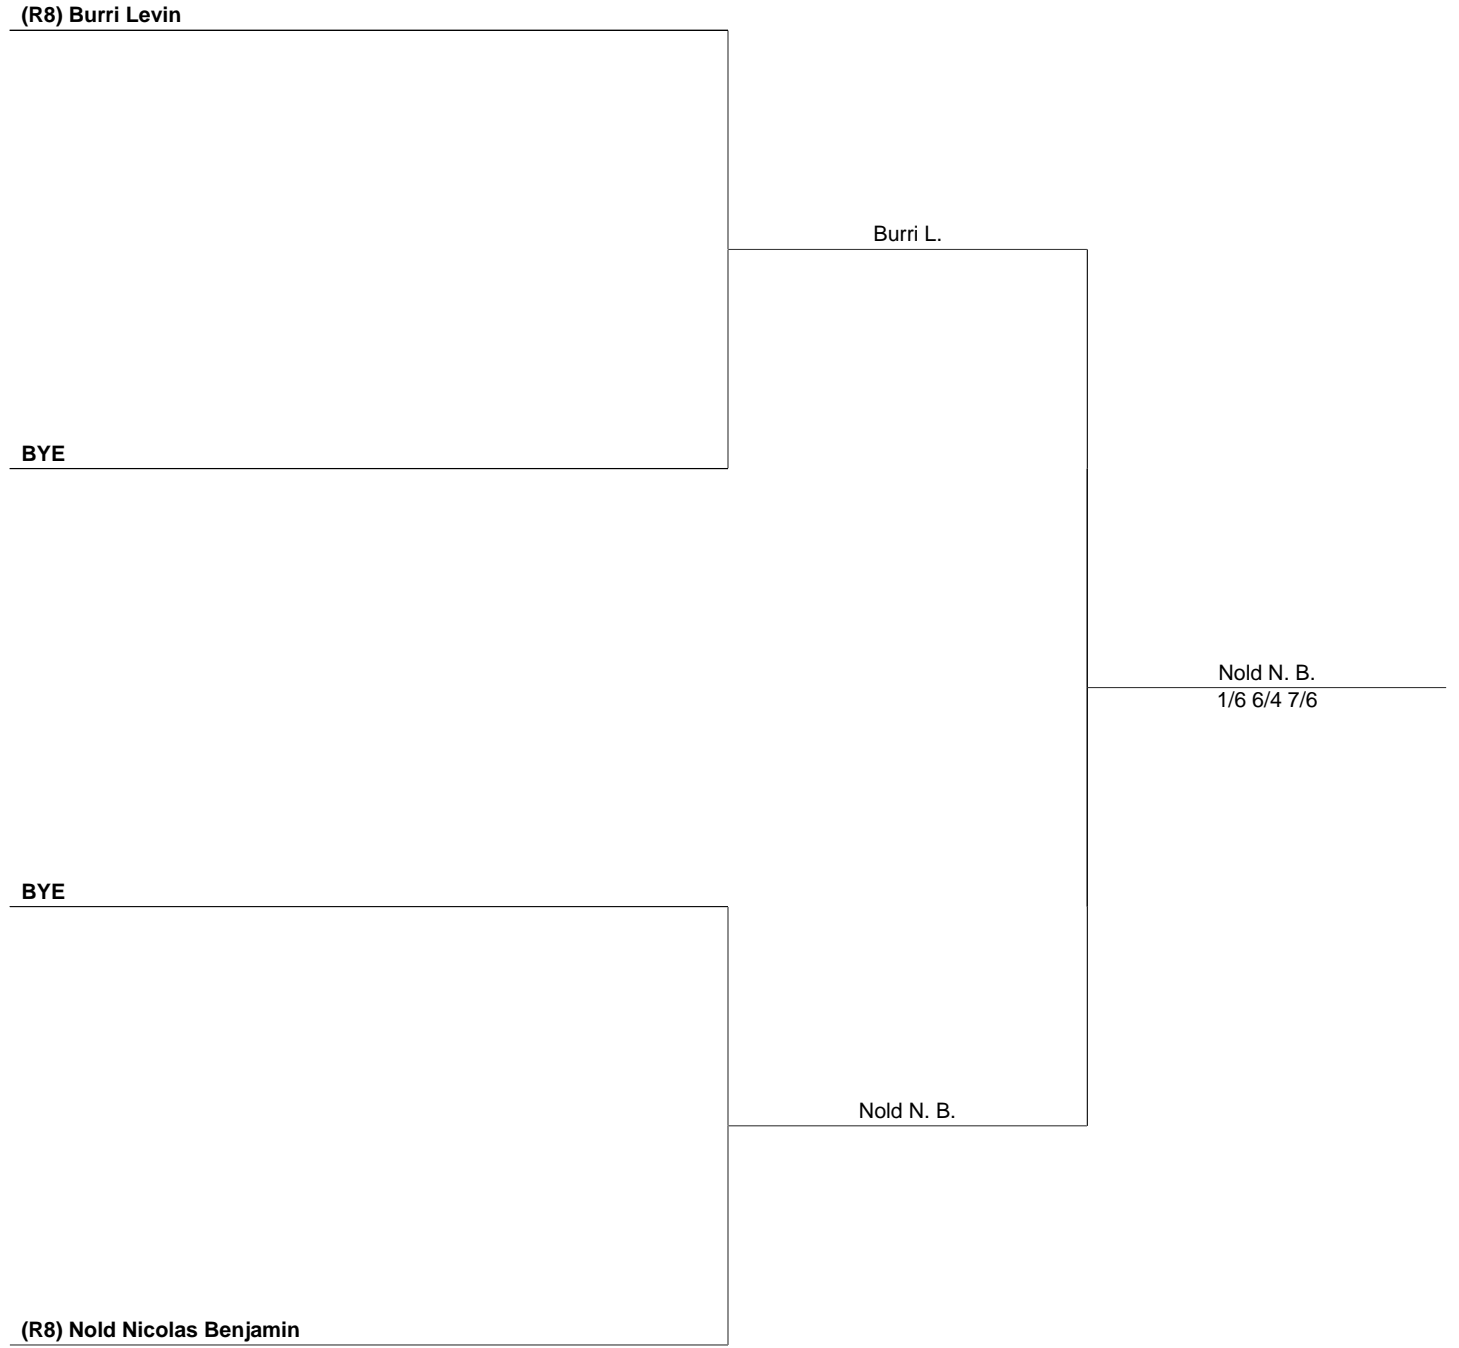 (R8) Burri Levin
Burri L.
BYE
Nold N. B.
1/6 6/4 7/6
BYE
Nold N. B.
(R8) Nold Nicolas Benjamin